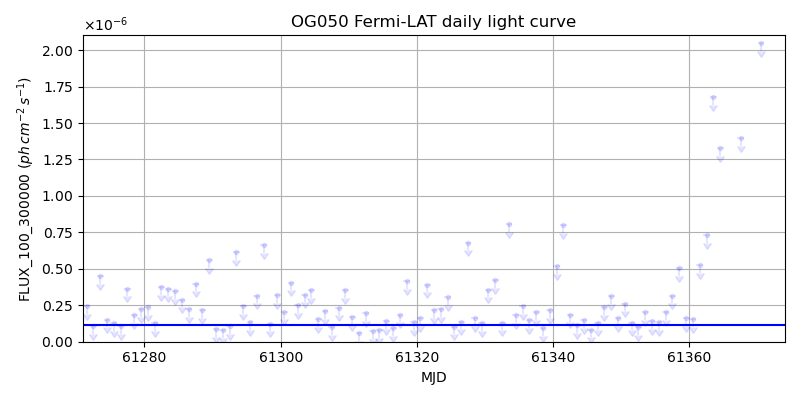 OG050 Fermi-LAT daily light curve
×10⁻⁶
FLUX_100_300000 (ph cm⁻² s⁻¹)
2.00
1.75
1.50
1.25
1.00
0.75
0.50
0.25
0.00
61280 61300 61320 61340 61360
MJD